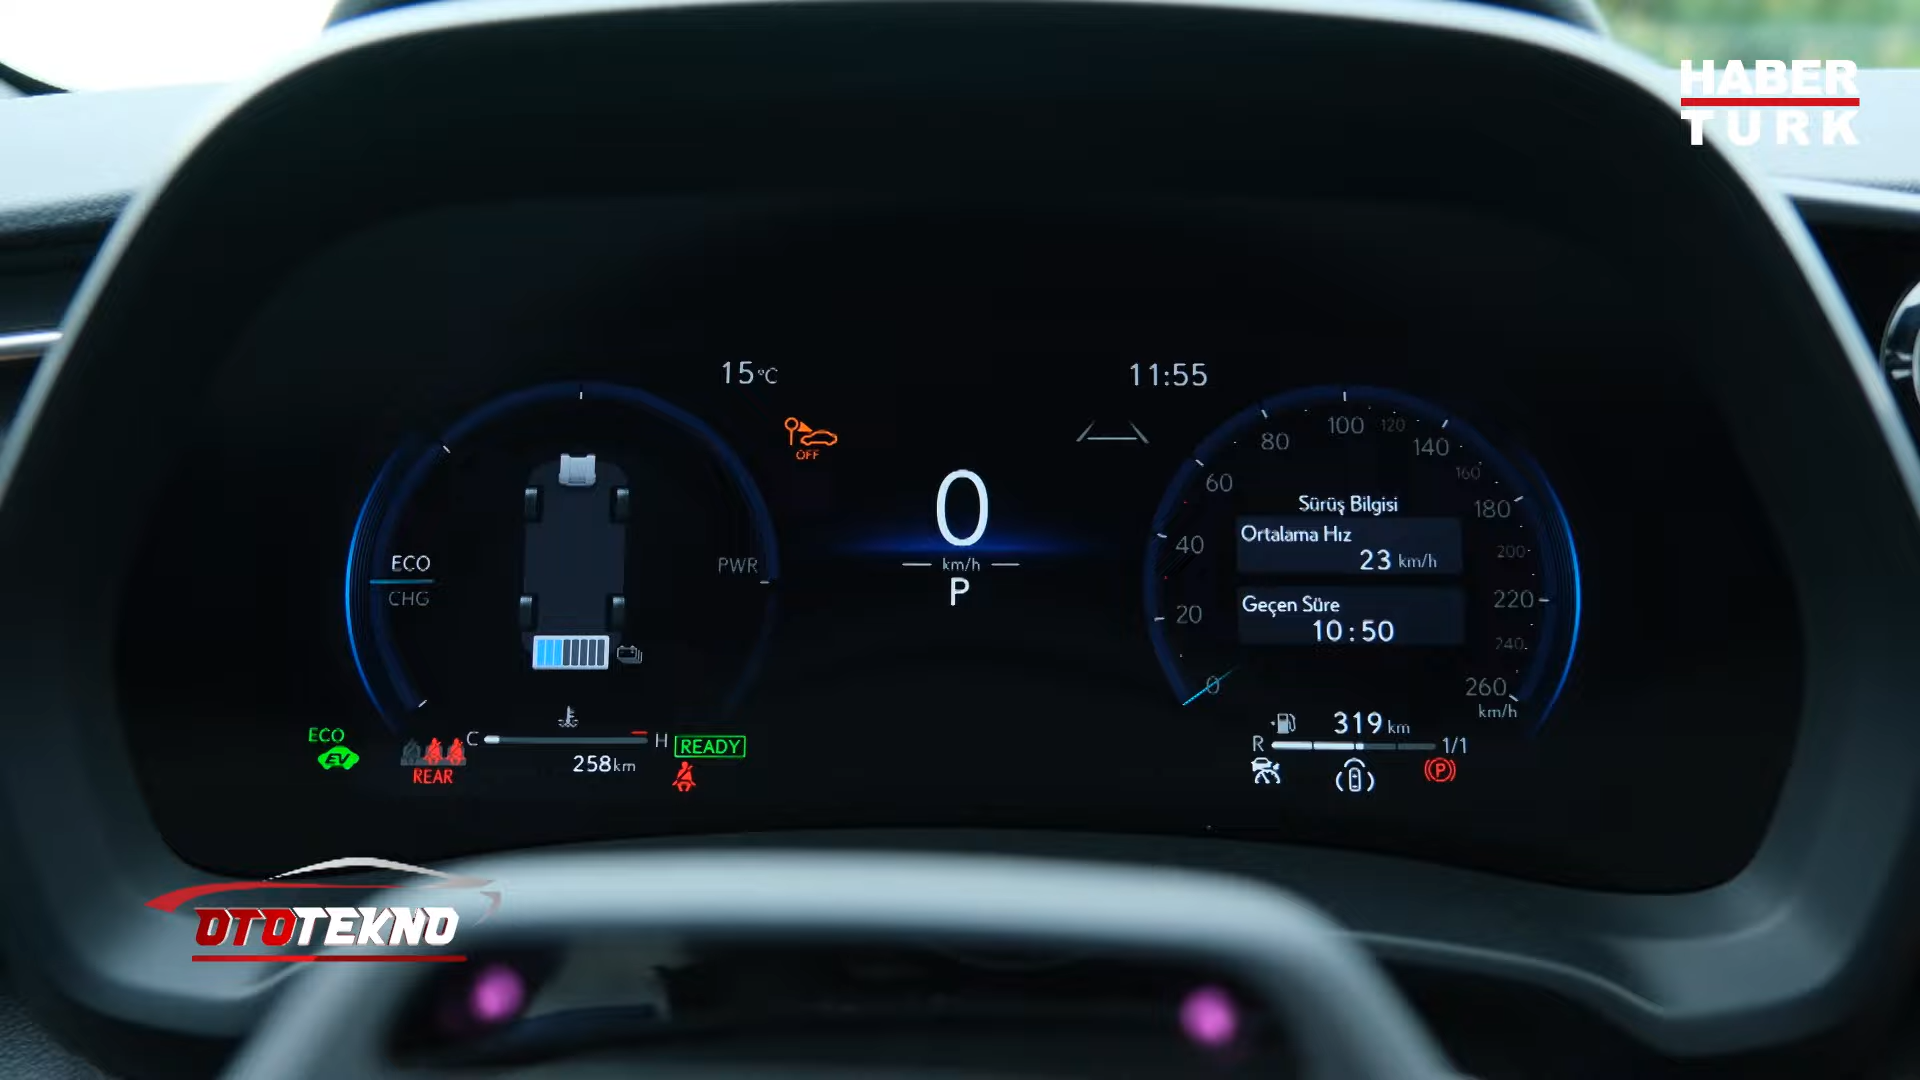 HABER
TURK
15°C
11:55
OFF
100
120
80
140
160
60
180
0
Sürüş Bilgisi
Ortalama Hız
23 km/h
40
200
ECO
PWR
km/h
CHG
P
Geçen Süre
10:50
20
220
240
0
260
km/h
319 km
ECO
EV
C
H
READY
R
1/1
REAR
258km
P
OTOTEKNO